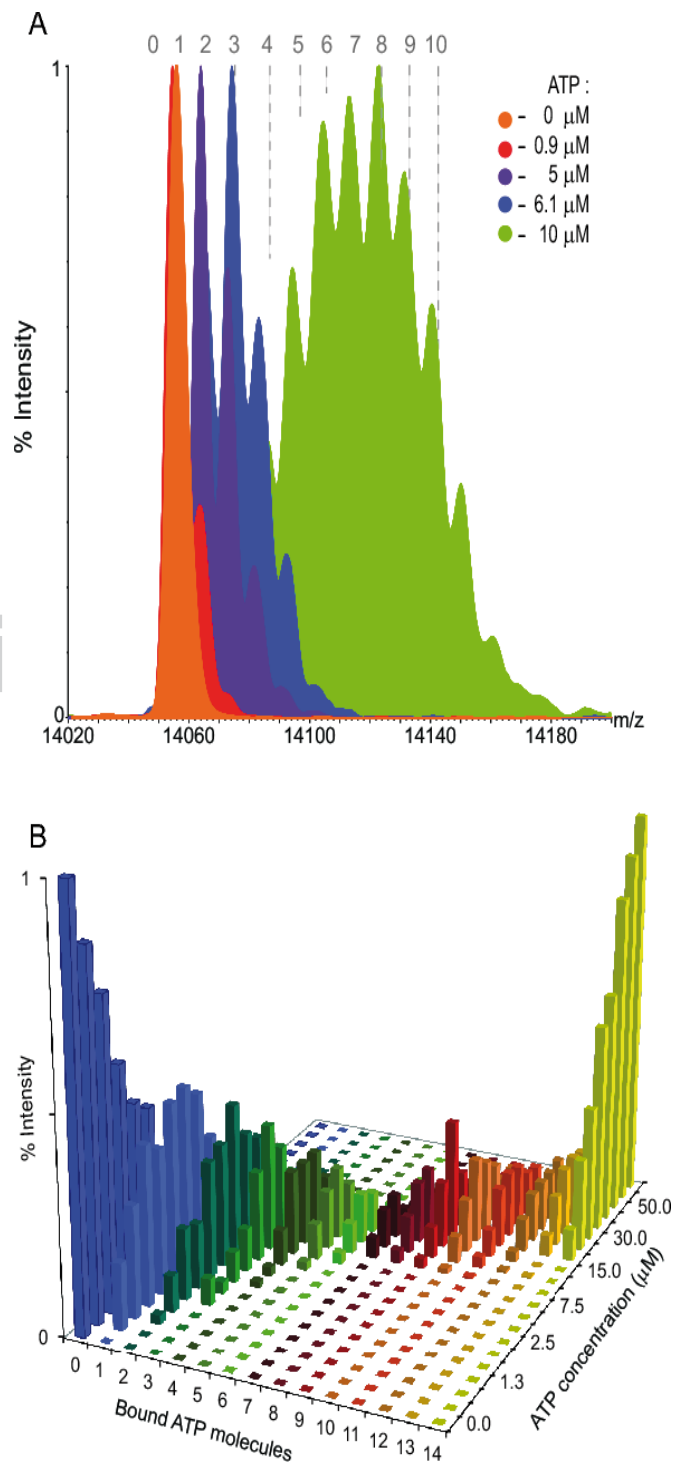 A
0 1 2 3 4 5 6 7 8 9 10
1
ATP :
- 0 μM
- 0.9 μM
- 5 μM
- 6.1 μM
- 10 μM
% Intensity
0
14020 14060 14100 14140 14180 m/z
B
1
% Intensity
0
0 1 2 3 4 5 6 7 8 9 10 11 12 13 14
Bound ATP molecules
50.0
30.0
15.0
7.5
2.5
1.3
0.0
ATP concentration (μM)